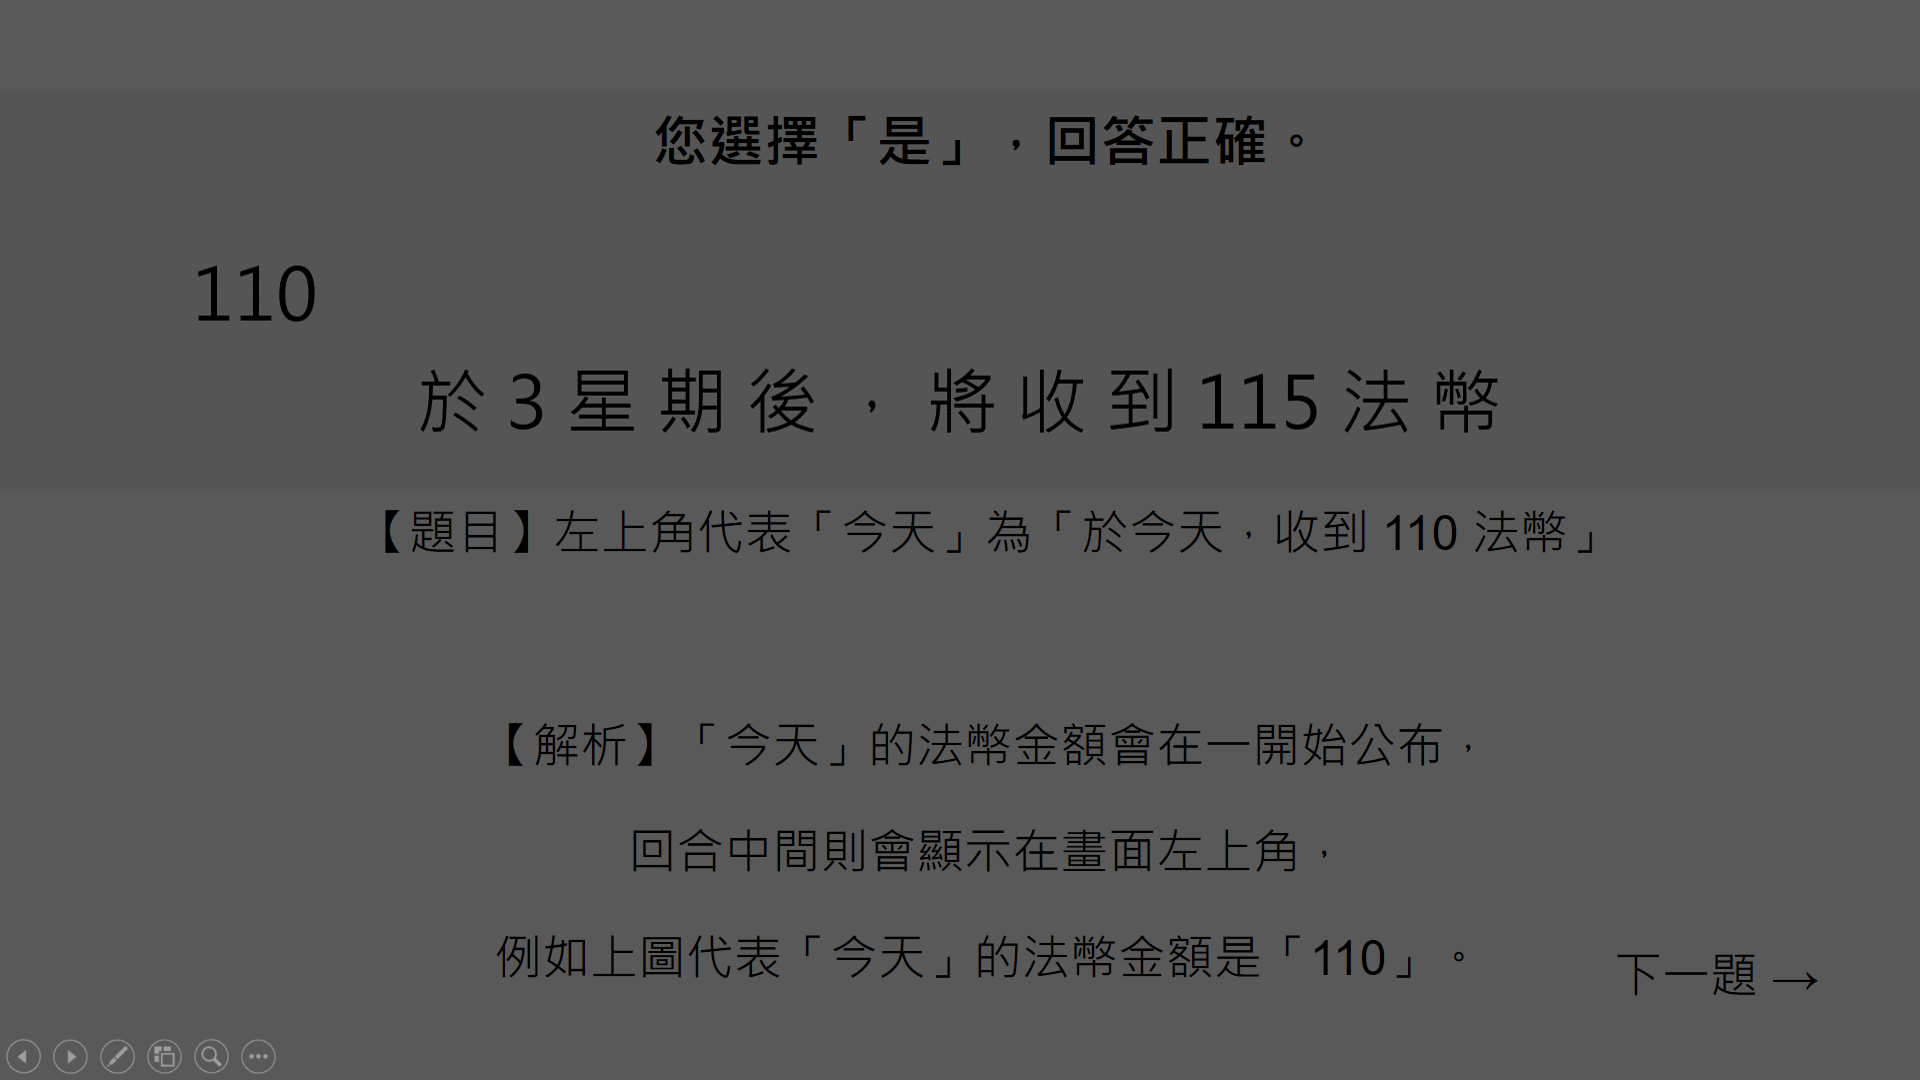 您選擇「是」，回答正確。
110
於3星期後，將收到115法幣
【題目】左上角代表「今天」為「於今天，收到 110 法幣」
【解析】「今天」的法幣金額會在一開始公布，
回合中間則會顯示在畫面左上角，
例如上圖代表「今天」的法幣金額是「110」。
下一題 →